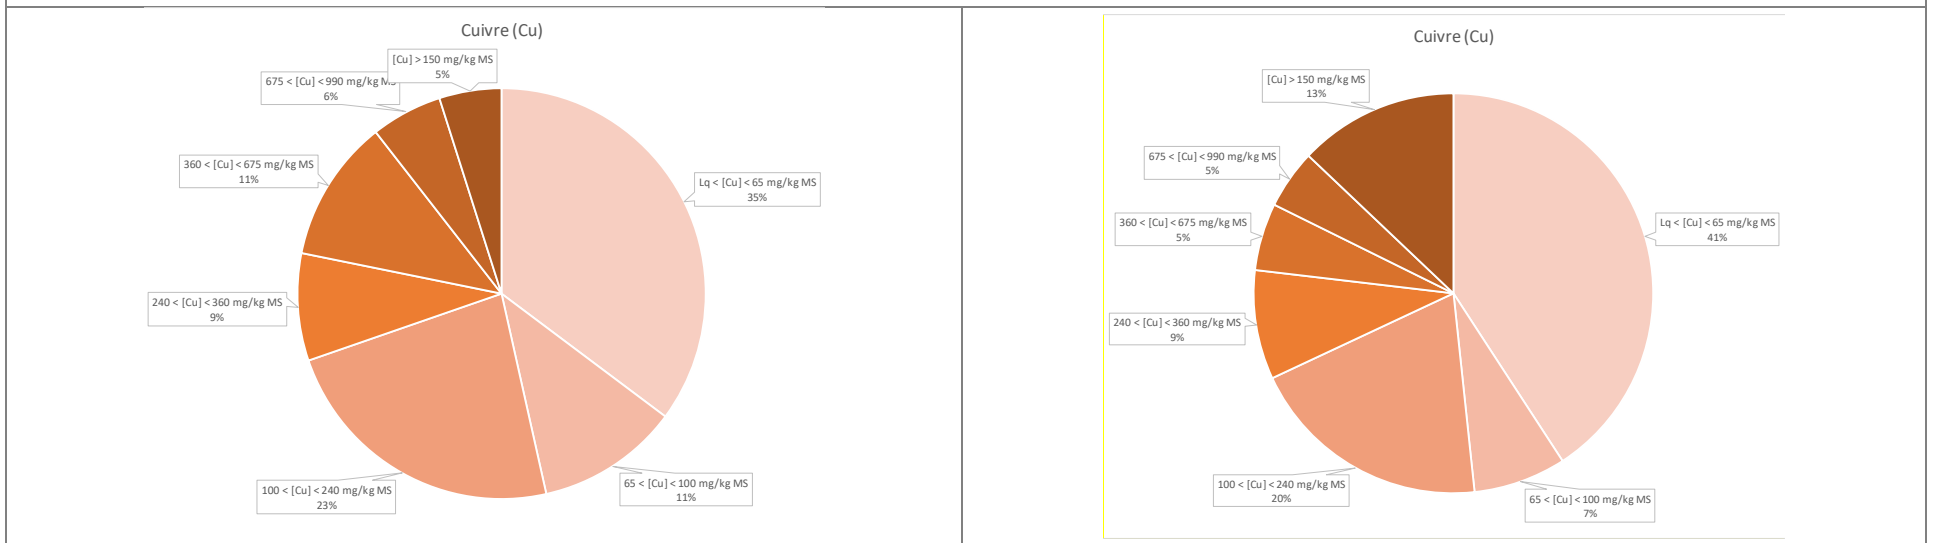 Cuivre (Cu)
[Cu] > 150 mg/kg MS
5%
675 < [Cu] < 990 mg/kg MS
6%
360 < [Cu] < 675 mg/kg MS
11%
Lq < [Cu] < 65 mg/kg MS
35%
240 < [Cu] < 360 mg/kg MS
9%
100 < [Cu] < 240 mg/kg MS
23%
65 < [Cu] < 100 mg/kg MS
11%
Cuivre (Cu)
[Cu] > 150 mg/kg MS
13%
675 < [Cu] < 990 mg/kg MS
5%
360 < [Cu] < 675 mg/kg MS
5%
Lq < [Cu] < 65 mg/kg MS
41%
240 < [Cu] < 360 mg/kg MS
9%
100 < [Cu] < 240 mg/kg MS
20%
65 < [Cu] < 100 mg/kg MS
7%